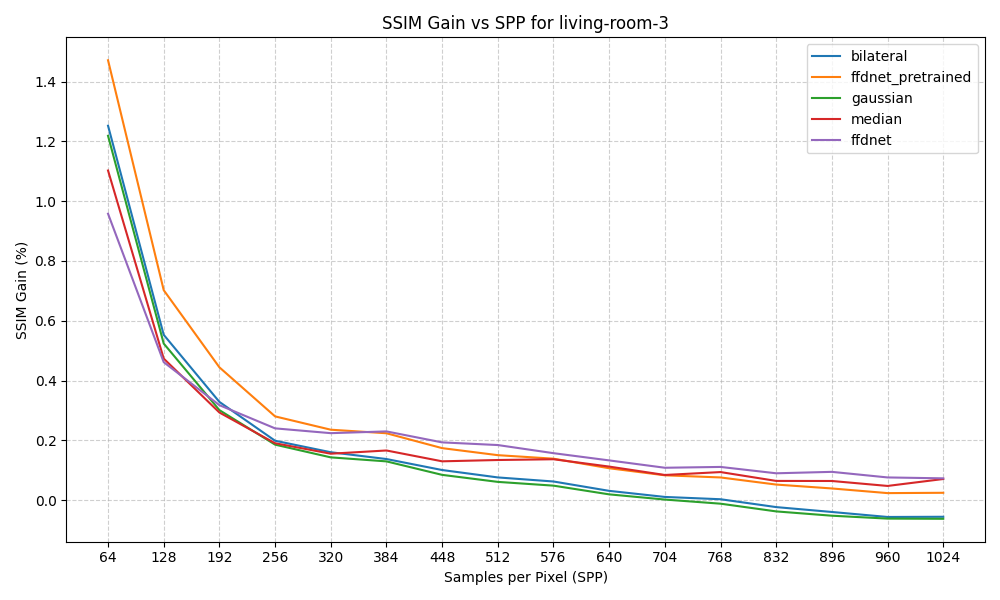 SSIM Gain vs SPP for living-room-3
bilateral
ffdnet_pretrained
gaussian
median
ffdnet
SSIM Gain (%)
1.4
1.2
1.0
0.8
0.6
0.4
0.2
0.0
64 128 192 256 320 384 448 512 576 640 704 768 832 896 960 1024
Samples per Pixel (SPP)